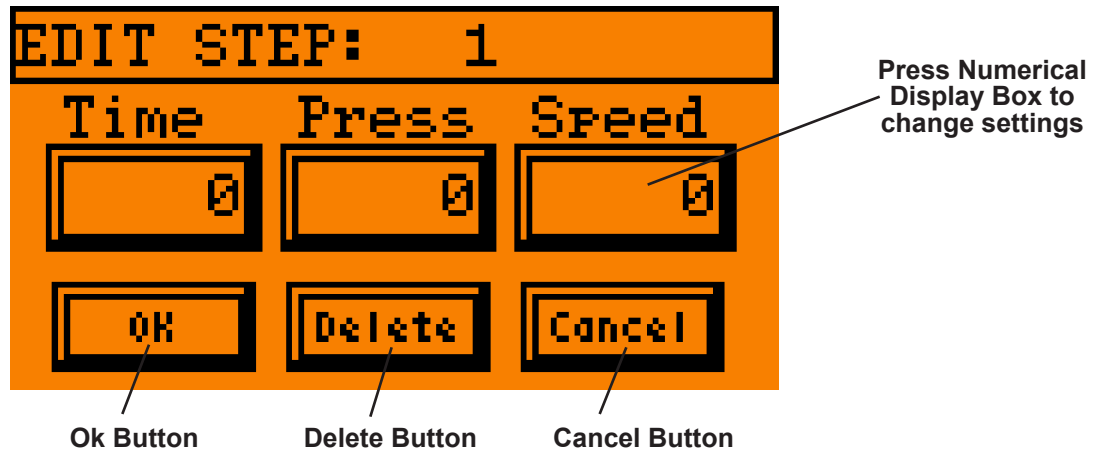 EDIT STEP: 1
Press Numerical
Display Box to
change settings
Time Press Speed
0 0 0
OK Delete Cancel
Ok Button Delete Button Cancel Button